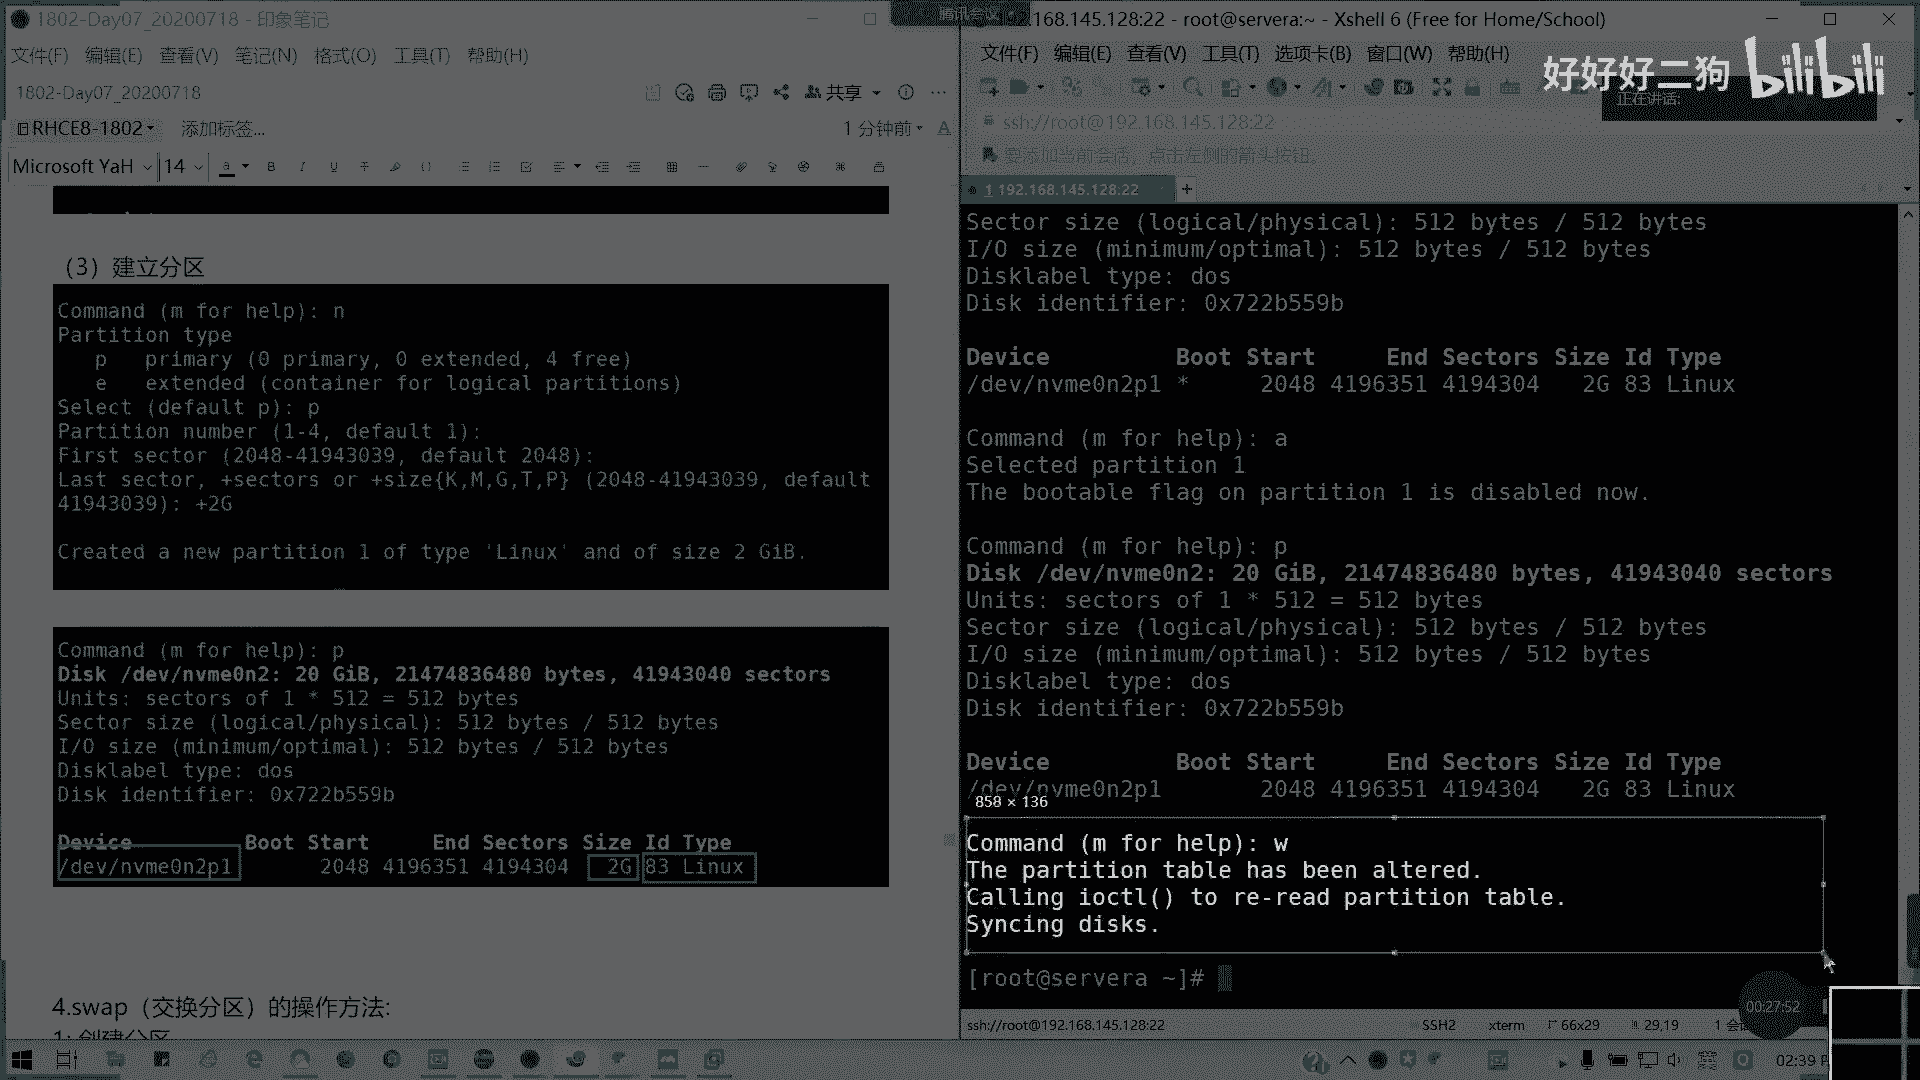 1802-Day07_20200718 - 印象笔记
文件(F) 编辑(E) 查看(V) 笔记(N) 格式(O) 工具(T) 帮助(H)
1802-Day07_20200718
共享
RHCE8-1802
添加标签...
1 分钟前
Microsoft YaH
14
（3）建立分区
Command (m for help): n
Partition type
p primary (0 primary, 0 extended, 4 free)
e extended (container for logical partitions)
Select (default p): p
Partition number (1-4, default 1):
First sector (2048-41943039, default 2048):
Last sector, +sectors or +size{K,M,G,T,P} (2048-41943039, default
41943039): +2G
Created a new partition 1 of type 'Linux' and of size 2 GiB.
Command (m for help): p
Disk /dev/nvme0n2: 20 GiB, 21474836480 bytes, 41943040 sectors
Units: sectors of 1 * 512 = 512 bytes
Sector size (logical/physical): 512 bytes / 512 bytes
I/O size (minimum/optimal): 512 bytes / 512 bytes
Disklabel type: dos
Disk identifier: 0x722b559b
Device Boot Start End Sectors Size Id Type
/dev/nvme0n2p1 2048 4196351 4194304 2G 83 Linux
4.swap（交换分区）的操作方法:
1: 创建分区
腾讯会议
.168.145.128:22 - root@servera:~ - Xshell 6 (Free for Home/School)
文件(F) 编辑(E) 查看(V) 工具(T) 选项卡(B) 窗口(W) 帮助(H)
好好好二狗 bilibili
正在讲话:
ssh://root@192.168.145.128:22
要添加当前会话，点击左侧的箭头按钮。
1 192.168.145.128:22
Sector size (logical/physical): 512 bytes / 512 bytes
I/O size (minimum/optimal): 512 bytes / 512 bytes
Disklabel type: dos
Disk identifier: 0x722b559b
Device Boot Start End Sectors Size Id Type
/dev/nvme0n2p1 * 2048 4196351 4194304 2G 83 Linux
Command (m for help): a
Selected partition 1
The bootable flag on partition 1 is disabled now.
Command (m for help): p
Disk /dev/nvme0n2: 20 GiB, 21474836480 bytes, 41943040 sectors
Units: sectors of 1 * 512 = 512 bytes
Sector size (logical/physical): 512 bytes / 512 bytes
I/O size (minimum/optimal): 512 bytes / 512 bytes
Disklabel type: dos
Disk identifier: 0x722b559b
Device Boot Start End Sectors Size Id Type
/dev/nvme0n2p1 2048 4196351 4194304 2G 83 Linux
858 × 136
Command (m for help): w
The partition table has been altered.
Calling ioctl() to re-read partition table.
Syncing disks.
[root@servera ~]#
00:27:52
ssh://root@192.168.145.128:22 SSH2 xterm 66x29 29,19 1 会
英
02:39